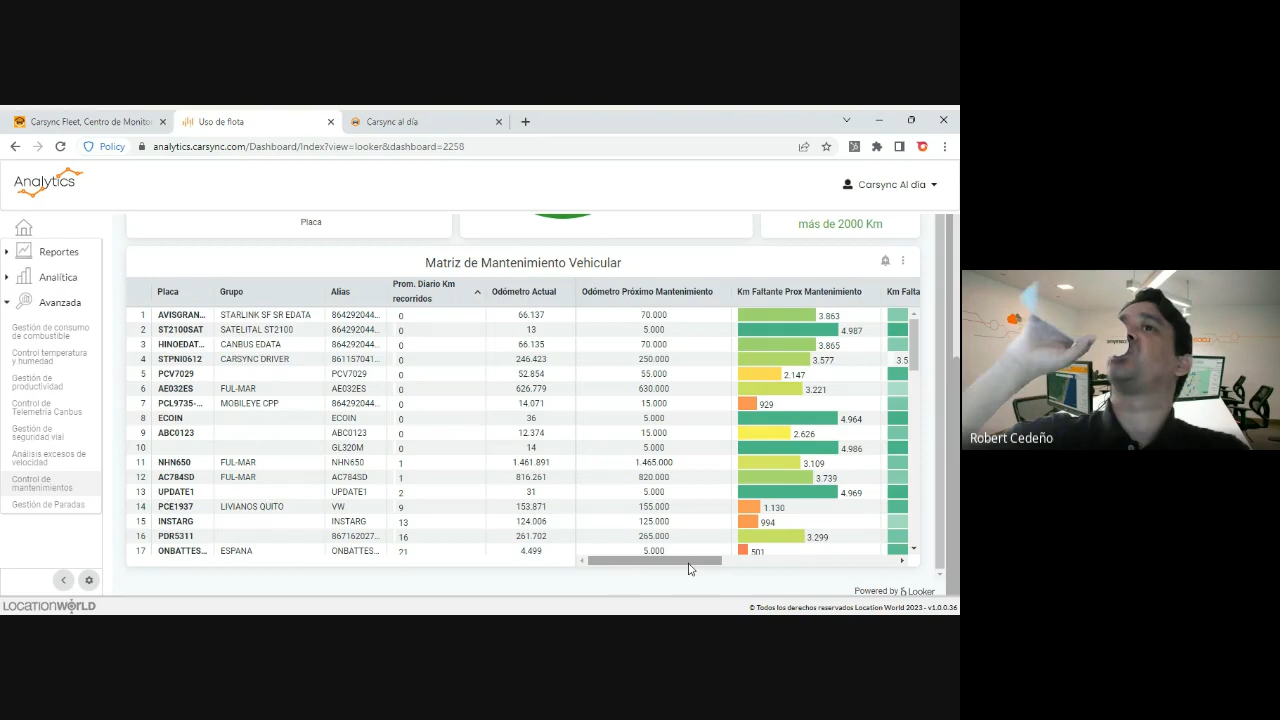 Carsync Fleet, Centro de Monitor
Uso de flota
Carsync al día
Policy
analytics.carsync.com/Dashboard/Index?view=looker&dashboard=2258
Analytics
Carsync Al día
Reportes
Analítica
Avanzada
Gestión de consumo
de combustible
Control temperatura
y humedad
Gestión de
productividad
Control de
Telemetría Canbus
Gestión de
seguridad vial
Análisis excesos de
velocidad
Control de
mantenimientos
Gestión de Paradas
Placa
más de 2000 Km
Matriz de Mantenimiento Vehicular
Placa Grupo Alias Prom. Diario Km recorridos Odómetro Actual Odómetro Próximo Mantenimiento Km Faltante Prox Mantenimiento Km Falta
1 AVISGRAN... STARLINK SF SR EDATA 864292044... 0 66.137 70.000 3.863
2 ST2100SAT SATELITAL ST2100 864292044... 0 13 5.000 4.987
3 HINOEDAT... CANBUS EDATA 864292044... 0 66.135 70.000 3.865
4 STPNI0612 CARSYNC DRIVER 861157041... 0 246.423 250.000 3.577 3.5
5 PCV7029 PCV7029 0 52.854 55.000 2.147
6 AE032ES FUL-MAR AE032ES 0 626.779 630.000 3.221
7 PCL9735-... MOBILEYE CPP 864292044... 0 14.071 15.000 929
8 ECOIN ECOIN 0 36 5.000 4.964
9 ABC0123 ABC0123 0 12.374 15.000 2.626
10 GL320M 0 14 5.000 4.986
11 NHN650 FUL-MAR NHN650 1 1.461.891 1.465.000 3.109
12 AC784SD FUL-MAR AC784SD 1 816.261 820.000 3.739
13 UPDATE1 UPDATE1 2 31 5.000 4.969
14 PCE1937 LIVIANOS QUITO VW 9 153.871 155.000 1.130
15 INSTARG INSTARG 13 124.006 125.000 994
16 PDR5311 867162027... 16 261.702 265.000 3.299
17 ONBATTES... ESPANA ONBATTES... 21 4.499 5.000 501
Powered by Looker
LOCATIONWORLD
© Todos los derechos reservados Location World 2023 - v1.0.0.36
Robert Cedeño